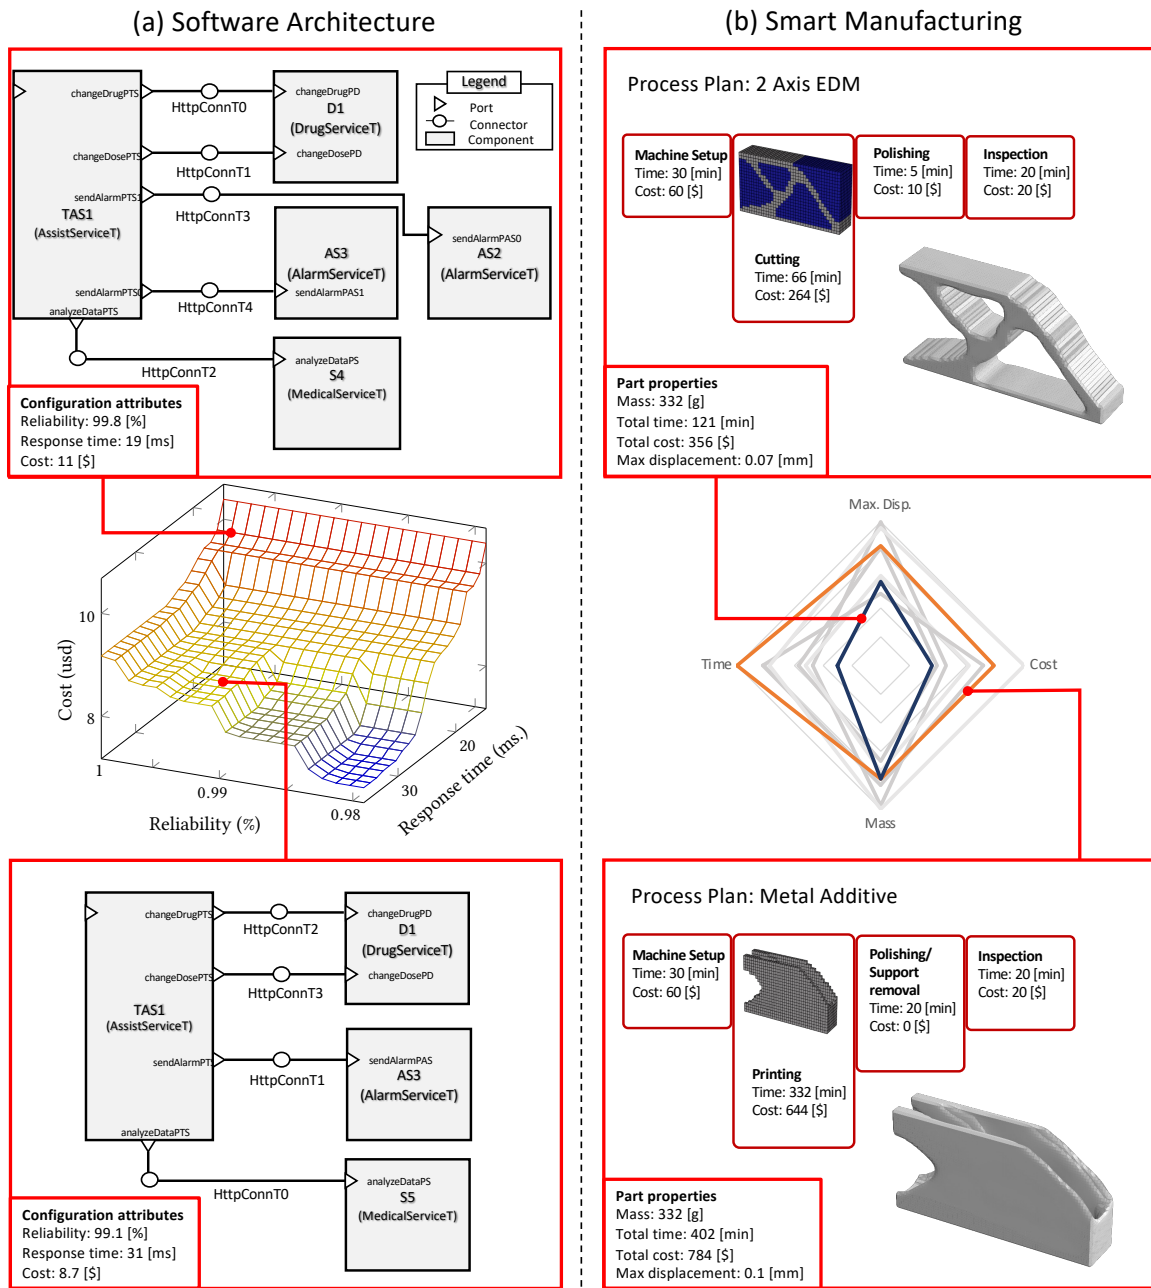 (a) Software Architecture
changeDrugPTS
HttpConnT0
changeDrugPD
D1
(DrugServiceT)
changeDosePTS
HttpConnT1
changeDosePD
Legend
Port
Connector
Component
sendAlarmPTS1
HttpConnT3
TAS1
(AssistServiceT)
sendAlarmPAS0
AS2
(AlarmServiceT)
AS3
(AlarmServiceT)
sendAlarmPTS0
HttpConnT4
sendAlarmPAS1
analyzeDataPTS
HttpConnT2
analyzeDataPS
S4
(MedicalServiceT)
Configuration attributes
Reliability: 99.8 [%]
Response time: 19 [ms]
Cost: 11 [$]
Cost (usd)
10
8
1
0.99
0.98
Reliability (%)
30
20
Response time (ms.)
changeDrugPTS
HttpConnT2
changeDrugPD
D1
(DrugServiceT)
changeDosePTS
HttpConnT3
changeDosePD
TAS1
(AssistServiceT)
sendAlarmPTS
HttpConnT1
sendAlarmPAS
AS3
(AlarmServiceT)
analyzeDataPTS
HttpConnT0
analyzeDataPS
S5
(MedicalServiceT)
Configuration attributes
Reliability: 99.1 [%]
Response time: 31 [ms]
Cost: 8.7 [$]
(b) Smart Manufacturing
Process Plan: 2 Axis EDM
Machine Setup
Time: 30 [min]
Cost: 60 [$]
Cutting
Time: 66 [min]
Cost: 264 [$]
Polishing
Time: 5 [min]
Cost: 10 [$]
Inspection
Time: 20 [min]
Cost: 20 [$]
Part properties
Mass: 332 [g]
Total time: 121 [min]
Total cost: 356 [$]
Max displacement: 0.07 [mm]
Max. Disp.
Time
Cost
Mass
Process Plan: Metal Additive
Machine Setup
Time: 30 [min]
Cost: 60 [$]
Printing
Time: 332 [min]
Cost: 644 [$]
Polishing/
Support
removal
Time: 20 [min]
Cost: 0 [$]
Inspection
Time: 20 [min]
Cost: 20 [$]
Part properties
Mass: 332 [g]
Total time: 402 [min]
Total cost: 784 [$]
Max displacement: 0.1 [mm]